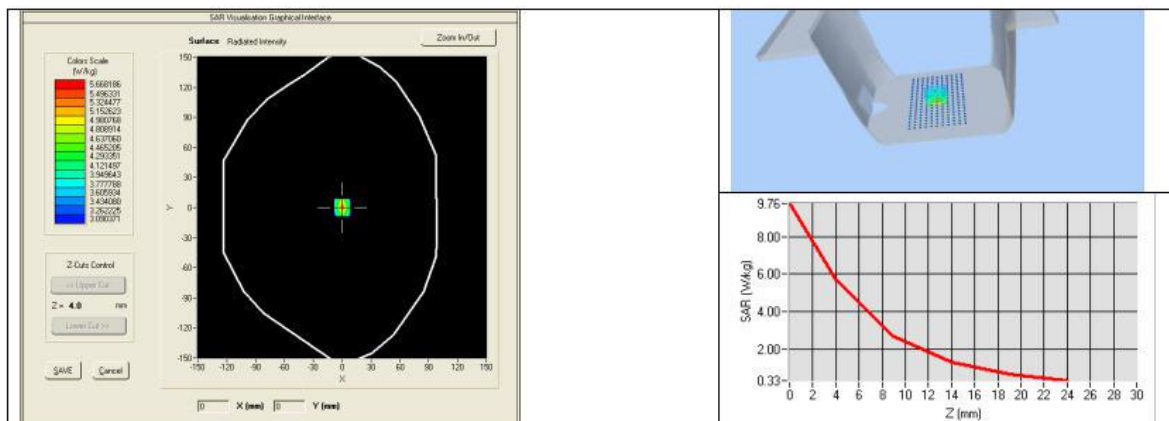 SAR Visualisation Graphical Interface
Surface Radiated Intensity
Zoom In/Out
Colors Scale
(W/kg)
5.668186
5.496331
5.324477
5.152623
4.980768
4.808914
4.637060
4.465205
4.293351
4.121497
3.949643
3.777788
3.605934
3.434080
3.262225
3.090371
Z-Cuts Control
<< Upper Cut
Z = 4.0 mm
Lower Cut >>
SAVE Cancel
150
120
90
60
30
Y 0
-30
-60
-90
-120
-150
-150 -120 -90 -60 -30 0 30 60 90 120 150
X
0 X (mm) 0 Y (mm)
9.76
8.00
6.00
SAR (W/kg)
4.00
2.00
0.33
0 2 4 6 8 10 12 14 16 18 20 22 24 26 28 30
Z (mm)